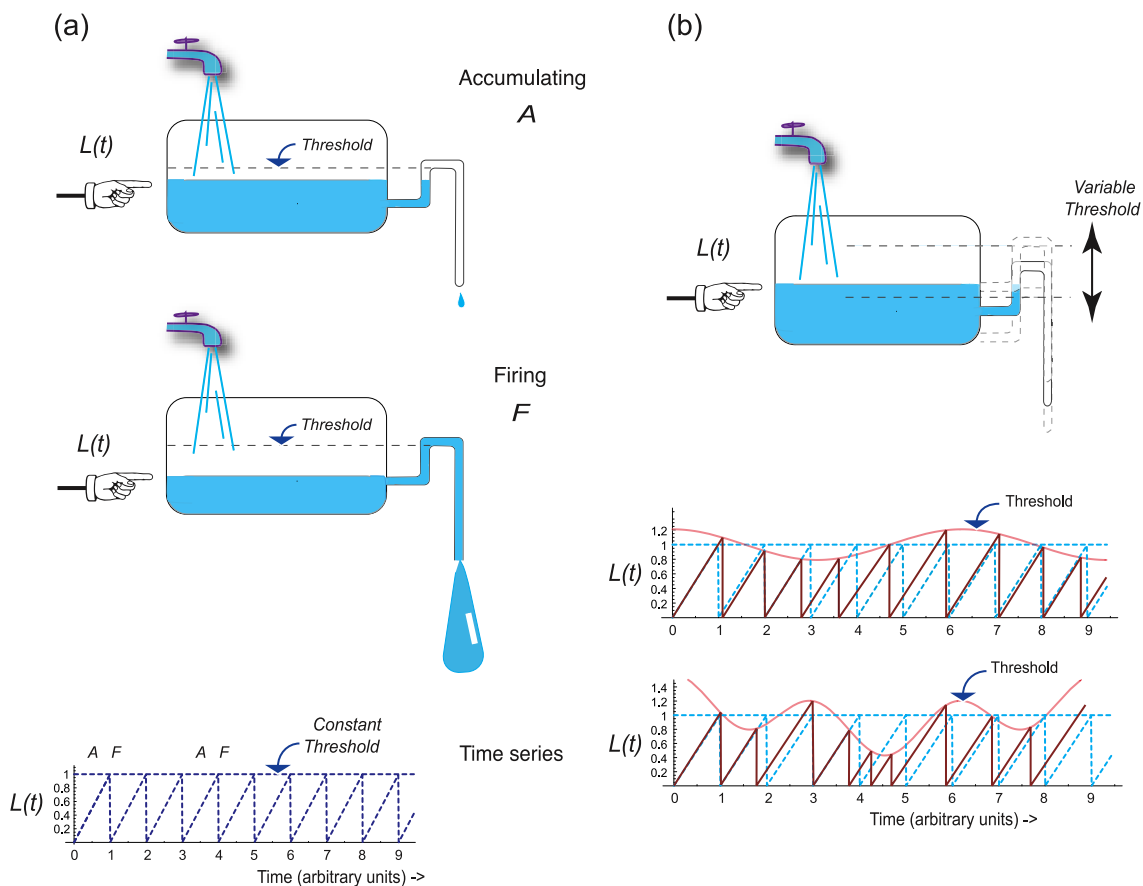 (a)
Accumulating
A
L(t)
Threshold
Firing
F
L(t)
Threshold
Constant
Threshold
Time series
A F A F
L(t)
1
0.8
0.6
0.4
0.2
0 1 2 3 4 5 6 7 8 9
Time (arbitrary units) ->
(b)
Variable
Threshold
L(t)
Threshold
L(t)
1.2
1
0.8
0.6
0.4
0.2
0 1 2 3 4 5 6 7 8 9
Threshold
L(t)
1.4
1.2
1
0.8
0.6
0.4
0.2
0 1 2 3 4 5 6 7 8 9
Time (arbitrary units) ->